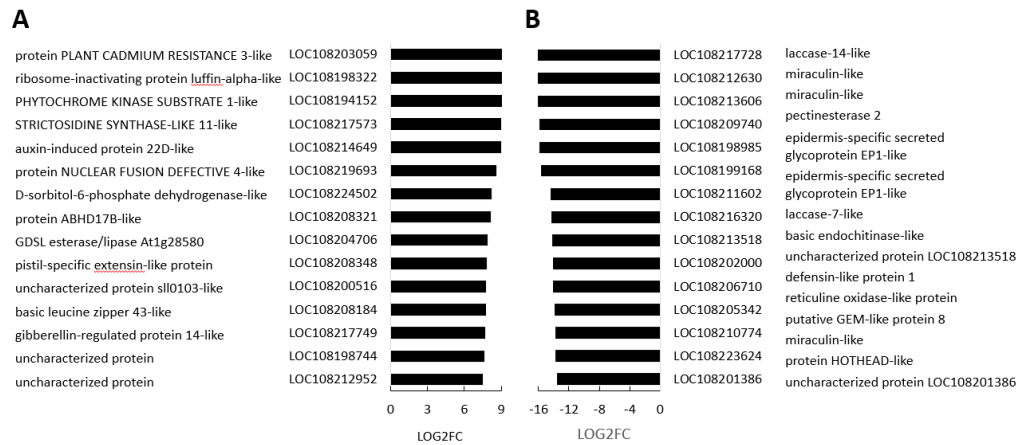 A
B
protein PLANT CADMIUM RESISTANCE 3-like LOC108203059
ribosome-inactivating protein luffin-alpha-like LOC108198322
PHYTOCHROME KINASE SUBSTRATE 1-like LOC108194152
STRICTOSIDINE SYNTHASE-LIKE 11-like LOC108217573
auxin-induced protein 22D-like LOC108214649
protein NUCLEAR FUSION DEFECTIVE 4-like LOC108219693
D-sorbitol-6-phosphate dehydrogenase-like LOC108224502
protein ABHD17B-like LOC108208321
GDSL esterase/lipase At1g28580 LOC108204706
pistil-specific extensin-like protein LOC108208348
uncharacterized protein sll0103-like LOC108200516
basic leucine zipper 43-like LOC108208184
gibberellin-regulated protein 14-like LOC108217749
uncharacterized protein LOC108198744
uncharacterized protein LOC108212952
0 3 6 9
LOG2FC
LOC108217728
LOC108212630
LOC108213606
LOC108209740
LOC108198985
LOC108199168
LOC108211602
LOC108216320
LOC108213518
LOC108202000
LOC108206710
LOC108205342
LOC108210774
LOC108223624
LOC108201386
laccase-14-like
miraculin-like
miraculin-like
pectinesterase 2
epidermis-specific secreted
glycoprotein EP1-like
epidermis-specific secreted
glycoprotein EP1-like
laccase-7-like
basic endochitinase-like
uncharacterized protein LOC108213518
defensin-like protein 1
reticuline oxidase-like protein
putative GEM-like protein 8
miraculin-like
protein HOTHEAD-like
uncharacterized protein LOC108201386
-16 -12 -8 -4 0
LOG2FC